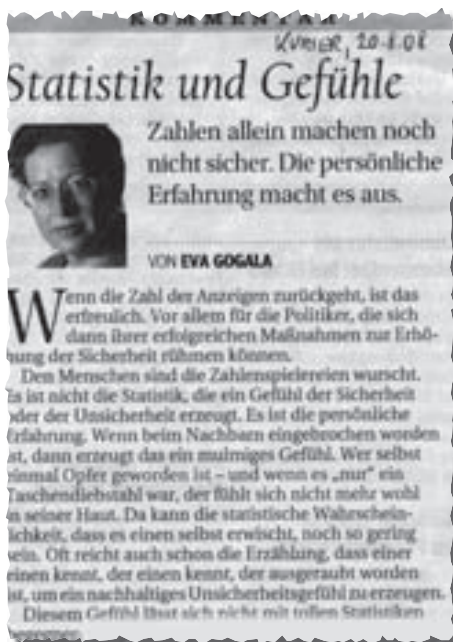 KOMMENTAR
KURIER, 20.1.06
Statistik und Gefühle
Zahlen allein machen noch
nicht sicher. Die persönliche
Erfahrung macht es aus.
VON EVA GOGALA
Wenn die Zahl der Anzeigen zurückgeht, ist das
erfreulich. Vor allem für die Politiker, die sich
dann ihrer erfolgreichen Maßnahmen zur Erhö-
hung der Sicherheit rühmen können.
Den Menschen sind die Zahlenspielereien wurscht.
Es ist nicht die Statistik, die ein Gefühl der Sicherheit
oder der Unsicherheit erzeugt. Es ist die persönliche
Erfahrung. Wenn beim Nachbarn eingebrochen worden
ist, dann erzeugt das ein mulmiges Gefühl. Wer selbst
einmal Opfer geworden ist – und wenn es „nur“ ein
Taschendiebstahl war, der fühlt sich nicht mehr wohl
in seiner Haut. Da kann die statistische Wahrschein-
lichkeit, dass es einen selbst erwischt, noch so gering
sein. Oft reicht auch schon die Erzählung, dass einer
einen kennt, der einen kennt, der ausgeraubt worden
ist, um ein nachhaltiges Unsicherheitsgefühl zu erzeugen.
Diesem Gefühl lässt sich nicht mit tollen Statistiken